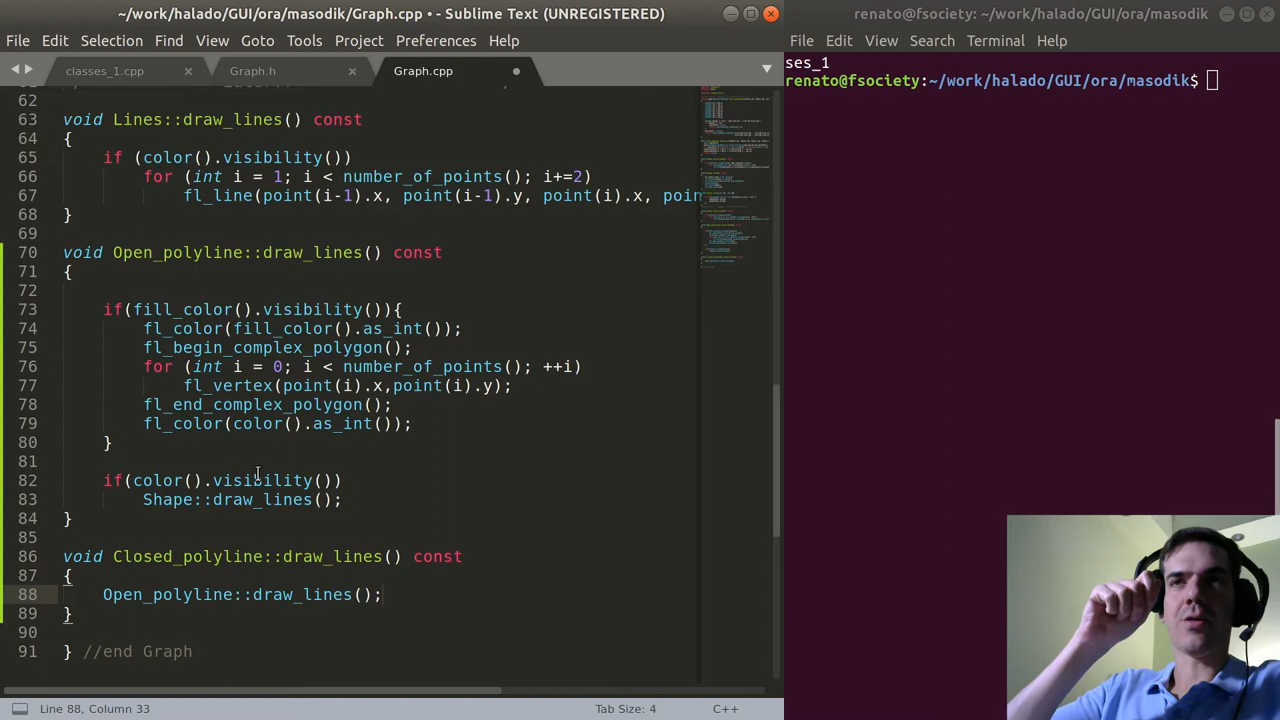 ~/work/halado/GUI/ora/masodik/Graph.cpp • - Sublime Text (UNREGISTERED)
File Edit Selection Find View Goto Tools Project Preferences Help
classes_1.cpp × Graph.h × Graph.cpp
62
63 void Lines::draw_lines() const
64 {
65 if (color().visibility())
66 for (int i = 1; i < number_of_points(); i+=2)
67 fl_line(point(i-1).x, point(i-1).y, point(i).x, poin
68 }
69
70 void Open_polyline::draw_lines() const
71 {
72
73 if(fill_color().visibility()){
74 fl_color(fill_color().as_int());
75 fl_begin_complex_polygon();
76 for (int i = 0; i < number_of_points(); ++i)
77 fl_vertex(point(i).x,point(i).y);
78 fl_end_complex_polygon();
79 fl_color(color().as_int());
80 }
81
82 if(color().visibility())
83 Shape::draw_lines();
84 }
85
86 void Closed_polyline::draw_lines() const
87 {
88 Open_polyline::draw_lines();
89 }
90
91 } //end Graph
Line 88, Column 33 Tab Size: 4 C++
renato@fsociety: ~/work/halado/GUI/ora/masodik
File Edit View Search Terminal Help
ses_1
renato@fsociety:~/work/halado/GUI/ora/masodik$